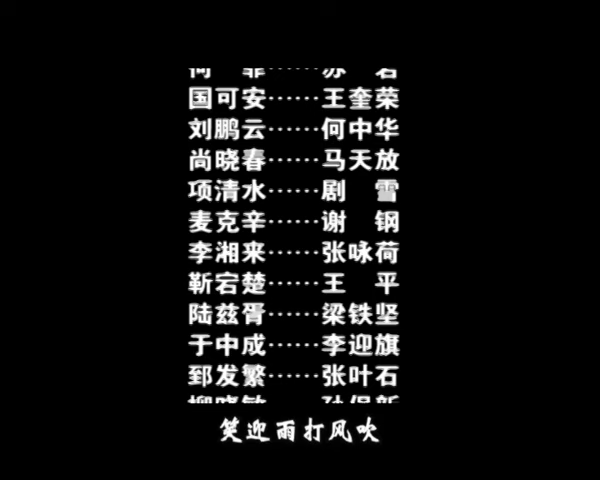 国可安……王奎荣
刘鹏云……何中华
尚晓春……马天放
项清水……剧 雪
麦克辛……谢 钢
李湘来……张咏荷
靳宕楚……王 平
陆兹胥……梁铁坚
于中成……李迎旗
郅发繁……张叶石
笑迎雨打风吹